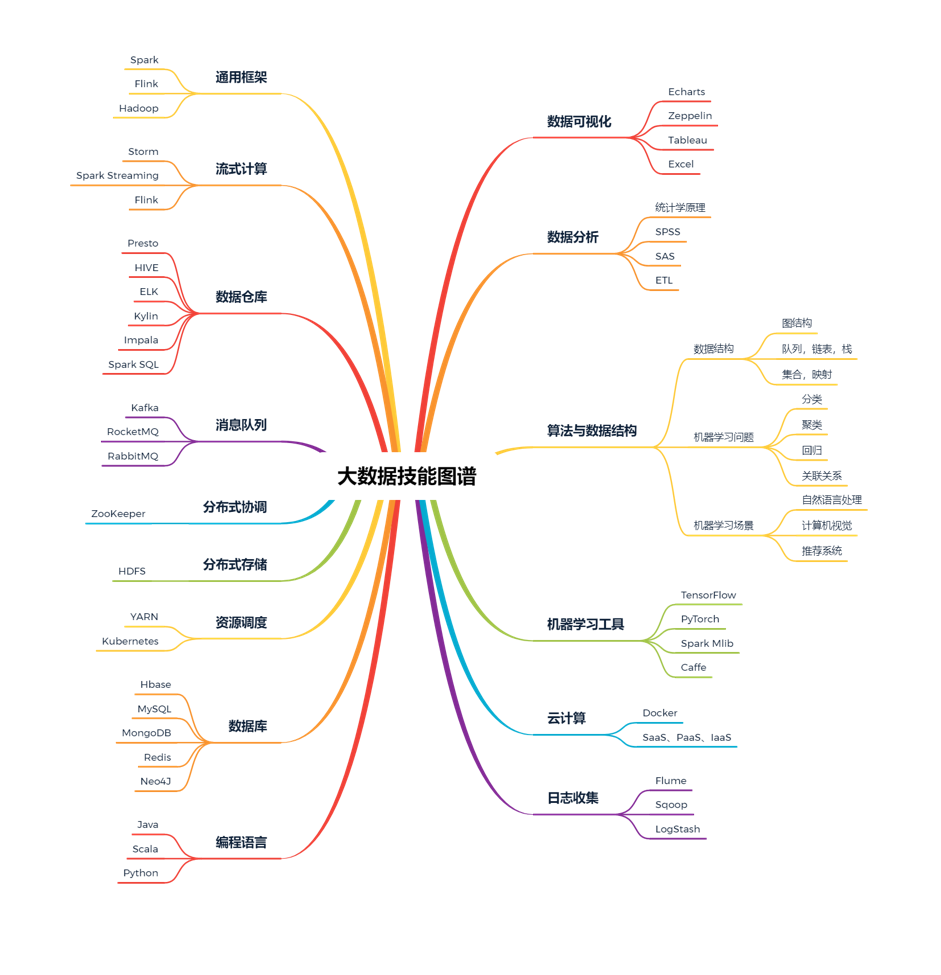 大数据技能图谱
通用框架
Spark
Flink
Hadoop
流式计算
Storm
Spark Streaming
Flink
数据仓库
Presto
HIVE
ELK
Kylin
Impala
Spark SQL
消息队列
Kafka
RocketMQ
RabbitMQ
分布式协调
ZooKeeper
分布式存储
HDFS
资源调度
YARN
Kubernetes
数据库
Hbase
MySQL
MongoDB
Redis
Neo4J
编程语言
Java
Scala
Python
数据可视化
Echarts
Zeppelin
Tableau
Excel
数据分析
统计学原理
SPSS
SAS
ETL
算法与数据结构
数据结构
图结构
队列，链表，栈
集合，映射
机器学习问题
分类
聚类
回归
关联关系
机器学习场景
自然语言处理
计算机视觉
推荐系统
机器学习工具
TensorFlow
PyTorch
Spark Mlib
Caffe
云计算
Docker
SaaS、PaaS、IaaS
日志收集
Flume
Sqoop
LogStash